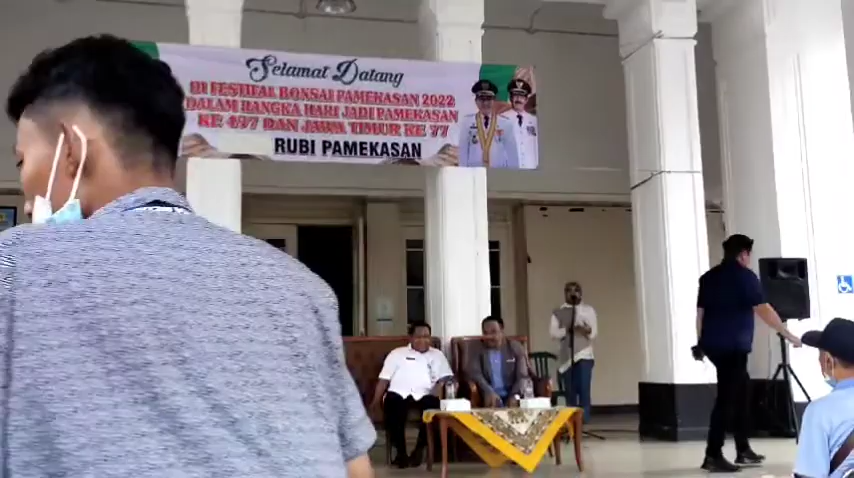 Selamat Datang
DI FESTIVAL BONSAI PAMEKASAN 2022
DALAM RANGKA HARI JADI PAMEKASAN
KE 497 DAN JAWA TIMUR KE 77
RUBI PAMEKASAN